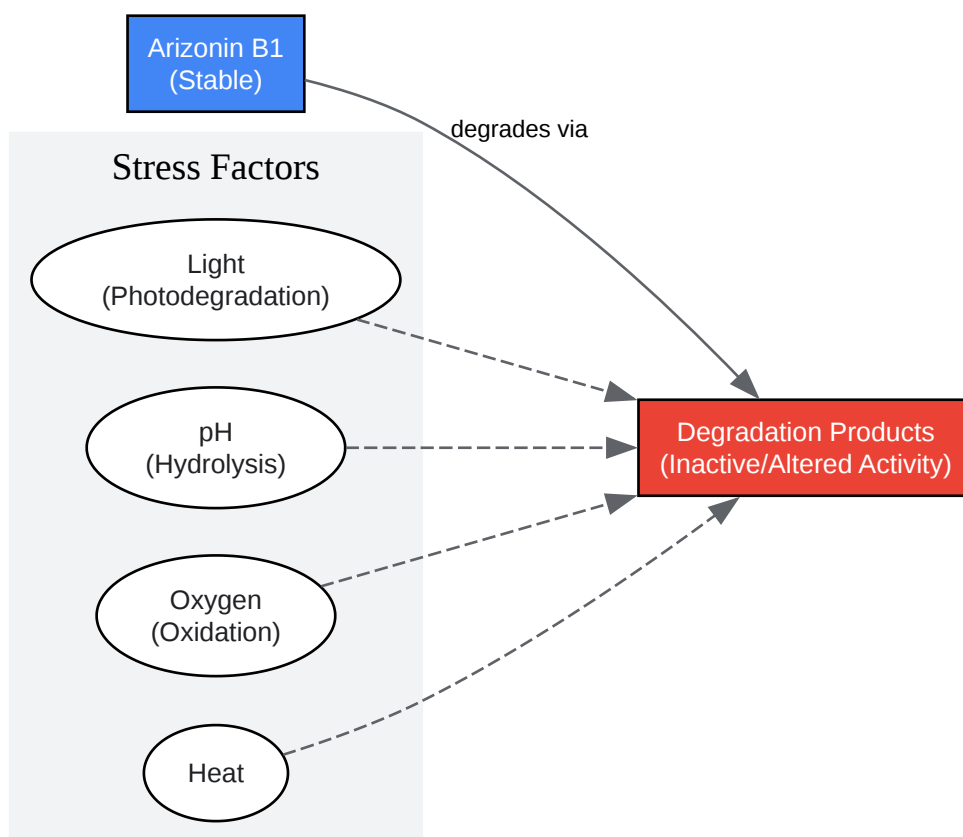 Arizonin B1
(Stable)
degrades via
Stress Factors
Light
(Photodegradation)
pH
(Hydrolysis)
Degradation Products
(Inactive/Altered Activity)
Oxygen
(Oxidation)
Heat